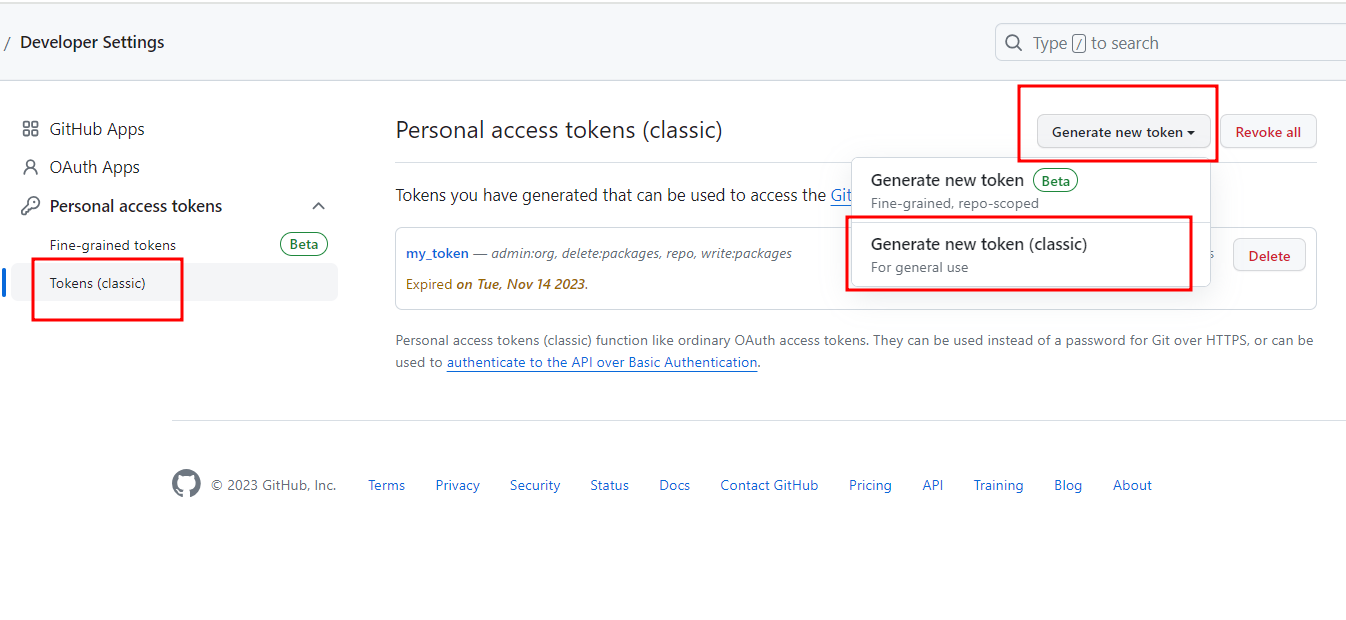 / Developer Settings
Type / to search
GitHub Apps
OAuth Apps
Personal access tokens
Fine-grained tokens Beta
Tokens (classic)
Personal access tokens (classic)
Generate new token
Revoke all
Generate new token Beta
Fine-grained, repo-scoped
Generate new token (classic)
For general use
Tokens you have generated that can be used to access the Git
my_token — admin:org, delete:packages, repo, write:packages
s
Delete
Expired on Tue, Nov 14 2023.
Personal access tokens (classic) function like ordinary OAuth access tokens. They can be used instead of a password for Git over HTTPS, or can be
used to authenticate to the API over Basic Authentication.
© 2023 GitHub, Inc. Terms Privacy Security Status Docs Contact GitHub Pricing API Training Blog About